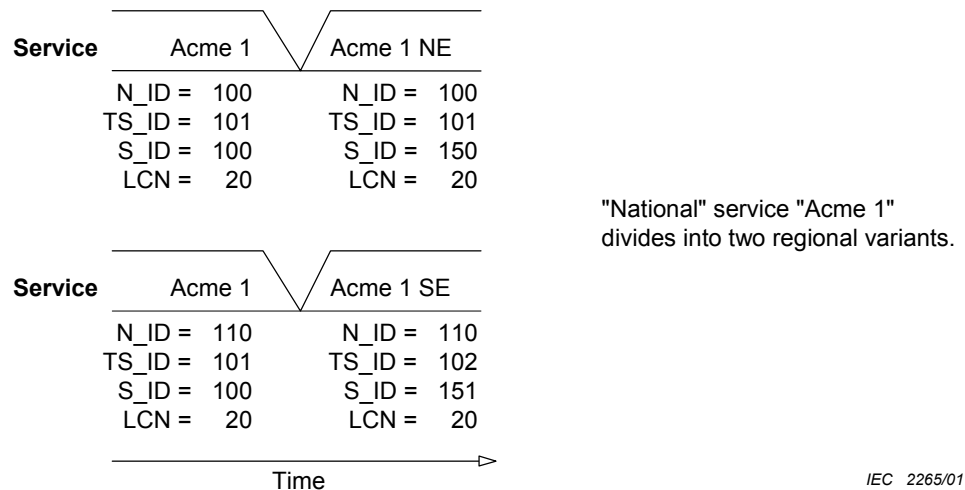 Service Acme 1 Acme 1 NE
N_ID = 100 N_ID = 100
TS_ID = 101 TS_ID = 101
S_ID = 100 S_ID = 150
LCN = 20 LCN = 20
"National" service "Acme 1"
divides into two regional variants.
Service Acme 1 Acme 1 SE
N_ID = 110 N_ID = 110
TS_ID = 101 TS_ID = 102
S_ID = 100 S_ID = 151
LCN = 20 LCN = 20
Time
IEC 2265/01